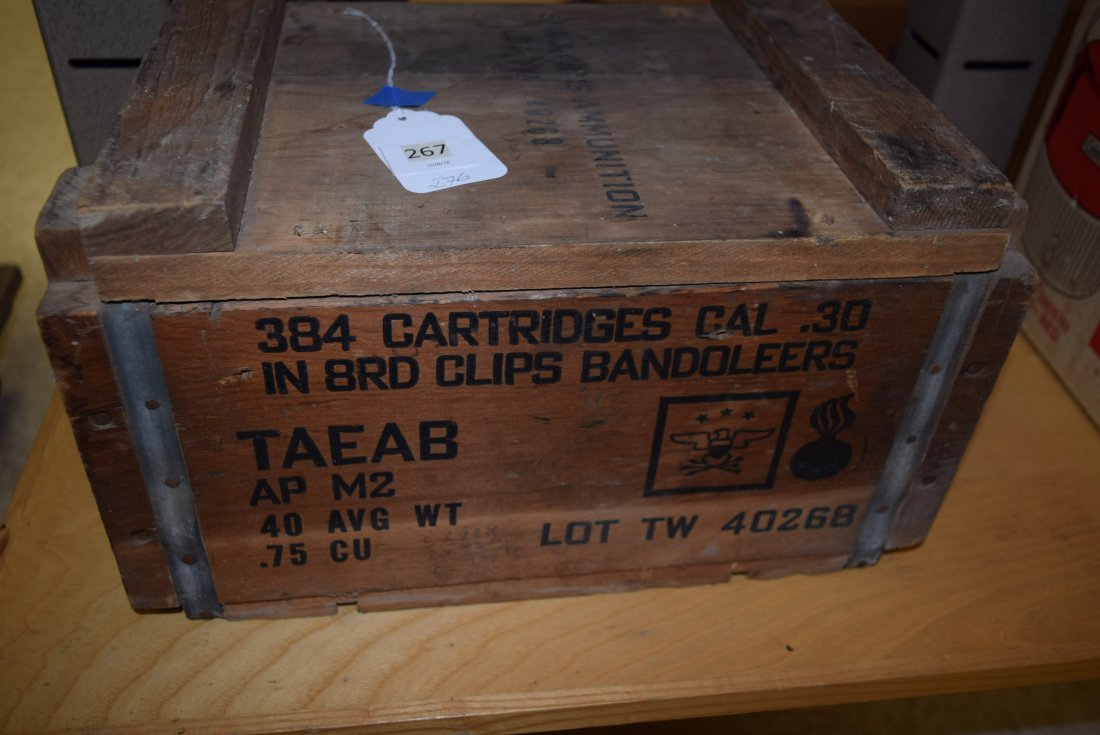 AMMUNITION
40268
267
276
384 CARTRIDGES CAL .30
IN 8RD CLIPS BANDOLEERS
TAEAB
AP M2
40 AVG WT
.75 CU
LOT TW 40268